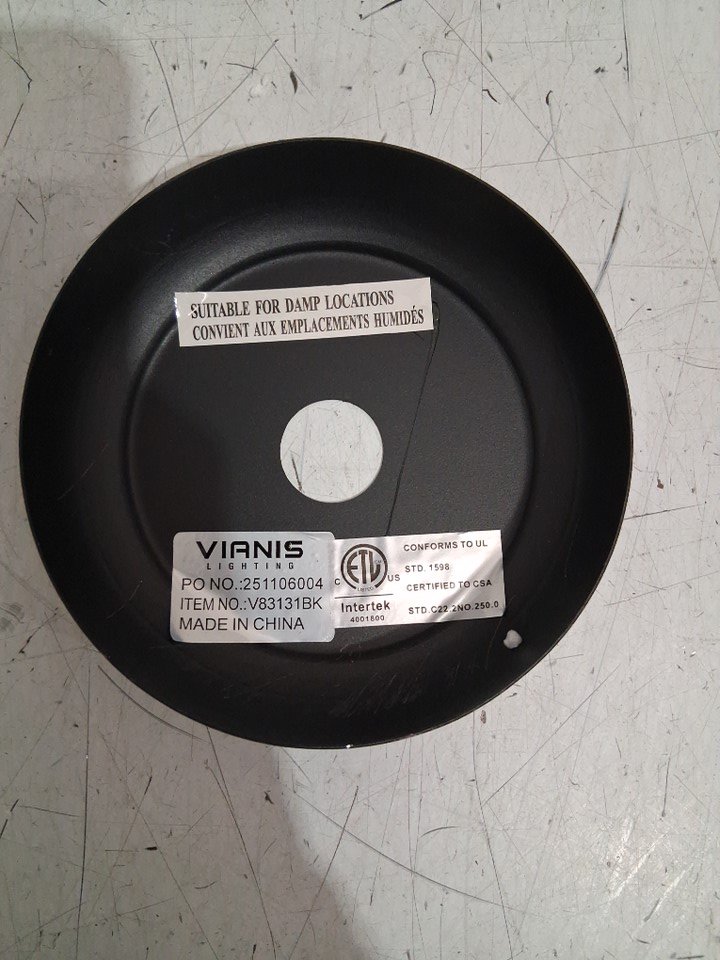 SUITABLE FOR DAMP LOCATIONS
CONVIENT AUX EMPLACEMENTS HUMIDÉS
VIANIS
LIGHTING
PO NO.:251106004
ITEM NO.:V83131BK
MADE IN CHINA
ETL
C US
LISTED
Intertek
4001800
CONFORMS TO UL
STD. 1598
CERTIFIED TO CSA
STD.C22.2NO.250.0